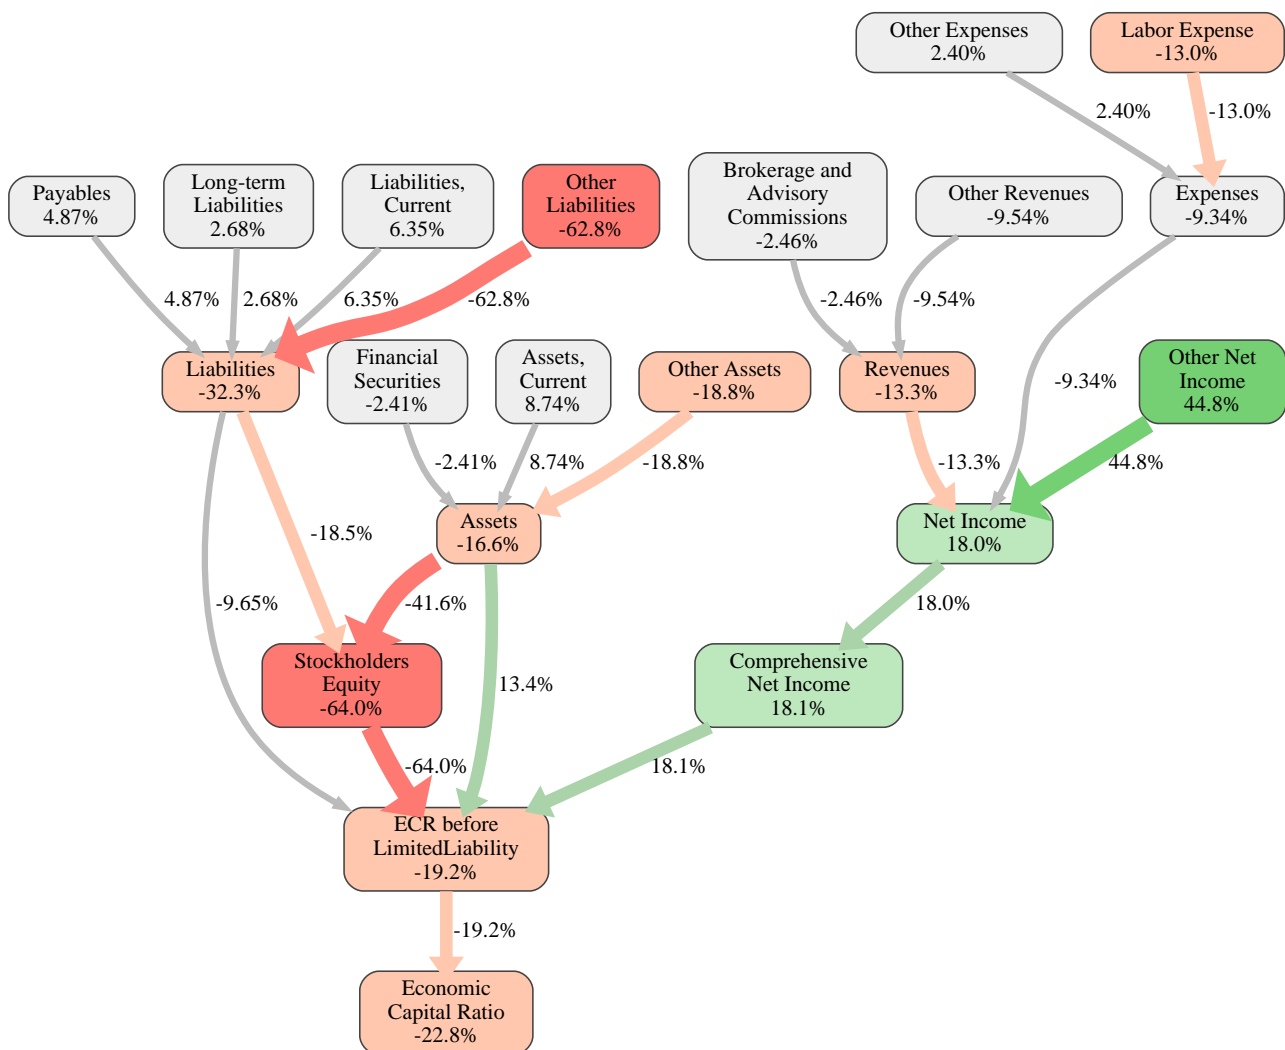 Other Expenses
2.40%
Labor Expense
-13.0%
2.40%
-13.0%
Payables
4.87%
Long-term
Liabilities
2.68%
Liabilities,
Current
6.35%
Other
Liabilities
-62.8%
Brokerage and
Advisory
Commissions
-2.46%
Other Revenues
-9.54%
Expenses
-9.34%
4.87%
2.68%
6.35%
-62.8%
-2.46%
-9.54%
Liabilities
-32.3%
Financial
Securities
-2.41%
Assets,
Current
8.74%
Other Assets
-18.8%
Revenues
-13.3%
-9.34%
Other Net
Income
44.8%
-2.41%
8.74%
-18.8%
-13.3%
44.8%
-18.5%
Assets
-16.6%
Net Income
18.0%
-9.65%
-41.6%
18.0%
Stockholders
Equity
-64.0%
13.4%
Comprehensive
Net Income
18.1%
-64.0%
18.1%
ECR before
LimitedLiability
-19.2%
-19.2%
Economic
Capital Ratio
-22.8%